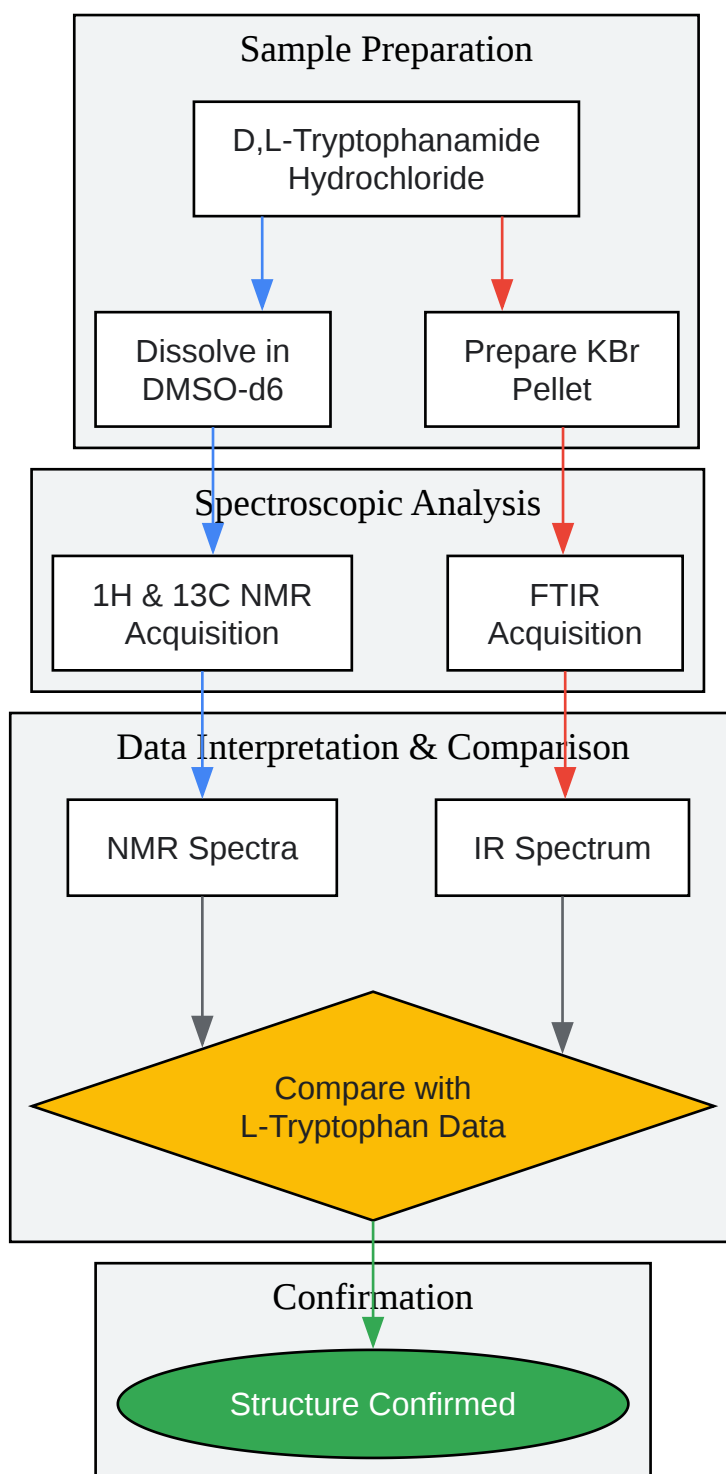 Sample Preparation
D,L-Tryptophanamide
Hydrochloride
Dissolve in
DMSO-d6
Prepare KBr
Pellet
Spectroscopic Analysis
1H & 13C NMR
Acquisition
FTIR
Acquisition
Data Interpretation & Comparison
NMR Spectra
IR Spectrum
Compare with
L-Tryptophan Data
Confirmation
Structure Confirmed